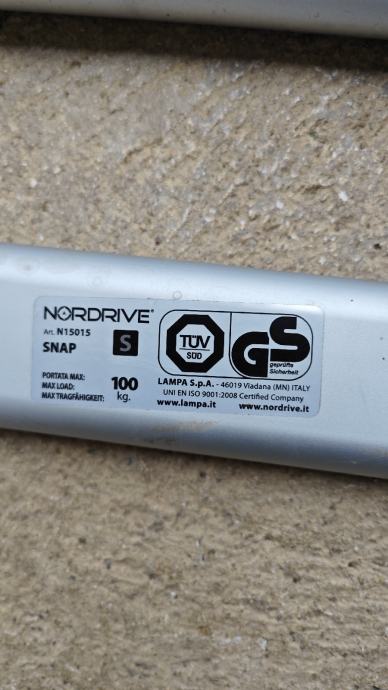 NORDRIVE®
Art. N15015
SNAP S
PORTATA MAX:
MAX LOAD:
MAX TRAGFÄHIGKEIT:
100
kg.
TÜV
SÜD
GS
geprüfte
Sicherheit
LAMPA S.p.A. - 46019 Viadana (MN) ITALY
UNI EN ISO 9001:2008 Certified Company
www.lampa.it www.nordrive.it